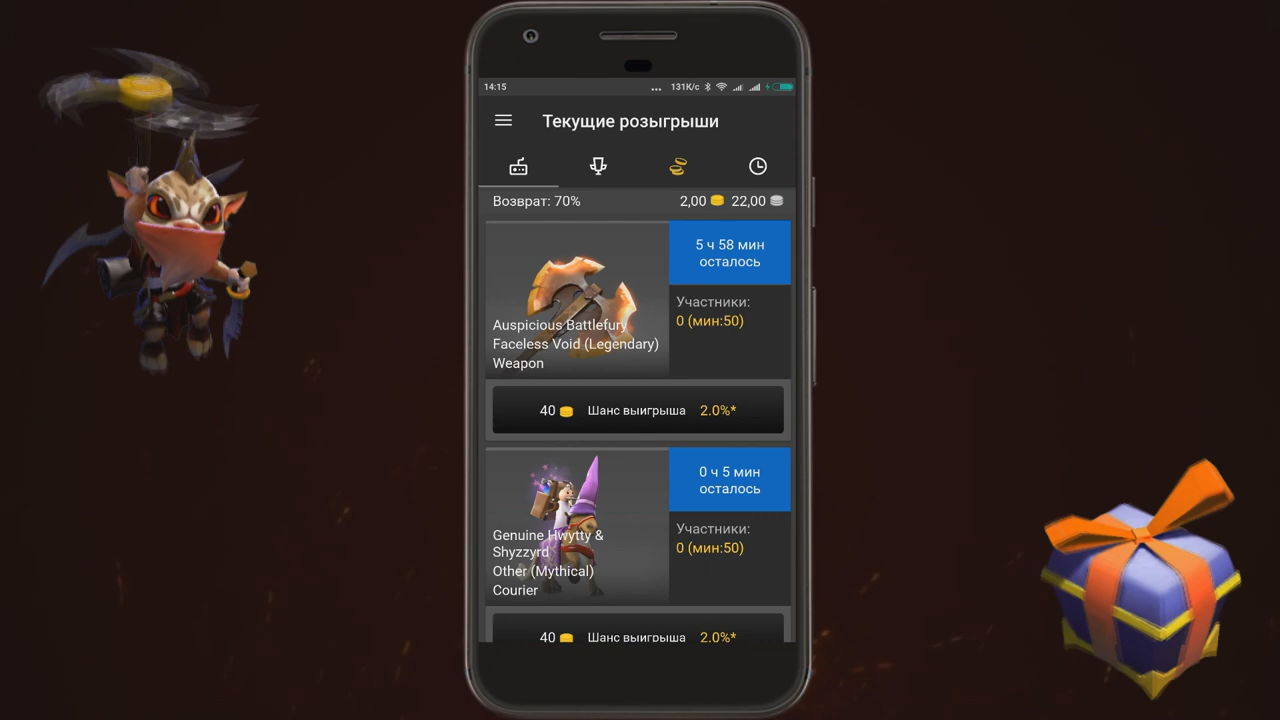 14:15
... 131К/с
Текущие розыгрыши
Возврат: 70%
2,00 22,00
5 ч 58 мин
осталось
Участники:
0 (мин:50)
Auspicious Battlefury
Faceless Void (Legendary)
Weapon
40 Шанс выигрыша 2.0%*
0 ч 5 мин
осталось
Участники:
0 (мин:50)
Genuine Hwytty &
Shyzzyrd
Other (Mythical)
Courier
40 Шанс выигрыша 2.0%*